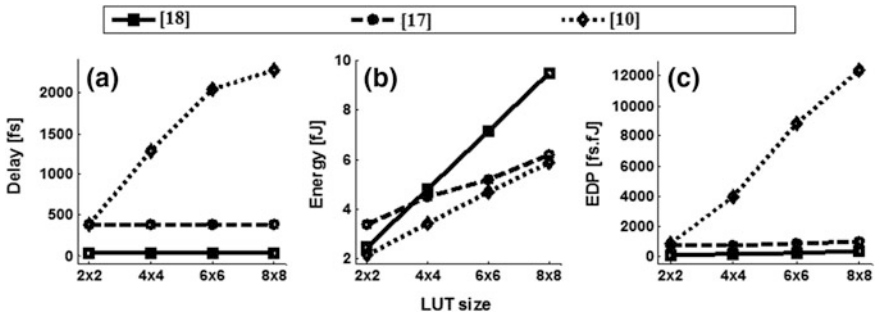 [18] [17] [10]
(a)
Delay [fs]
2000
1500
1000
500
0
2x2 4x4 6x6 8x8
(b)
Energy [fJ]
10
8
6
4
2
2x2 4x4 6x6 8x8
LUT size
(c)
EDP [fs.fJ]
12000
10000
8000
6000
4000
2000
0
2x2 4x4 6x6 8x8